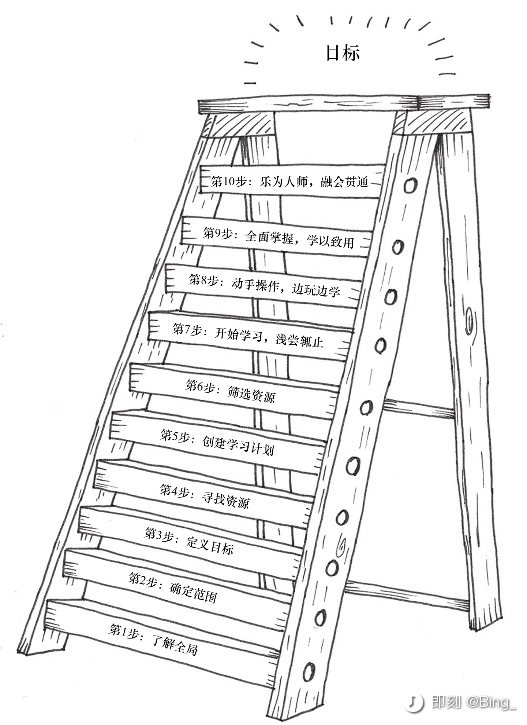 目标
第10步：乐为人师，融会贯通
第9步：全面掌握，学以致用
第8步：动手操作，边玩边学
第7步：开始学习，浅尝辄止
第6步：筛选资源
第5步：创建学习计划
第4步：寻找资源
第3步：定义目标
第2步：确定范围
第1步：了解全局
即刻 @Bing_